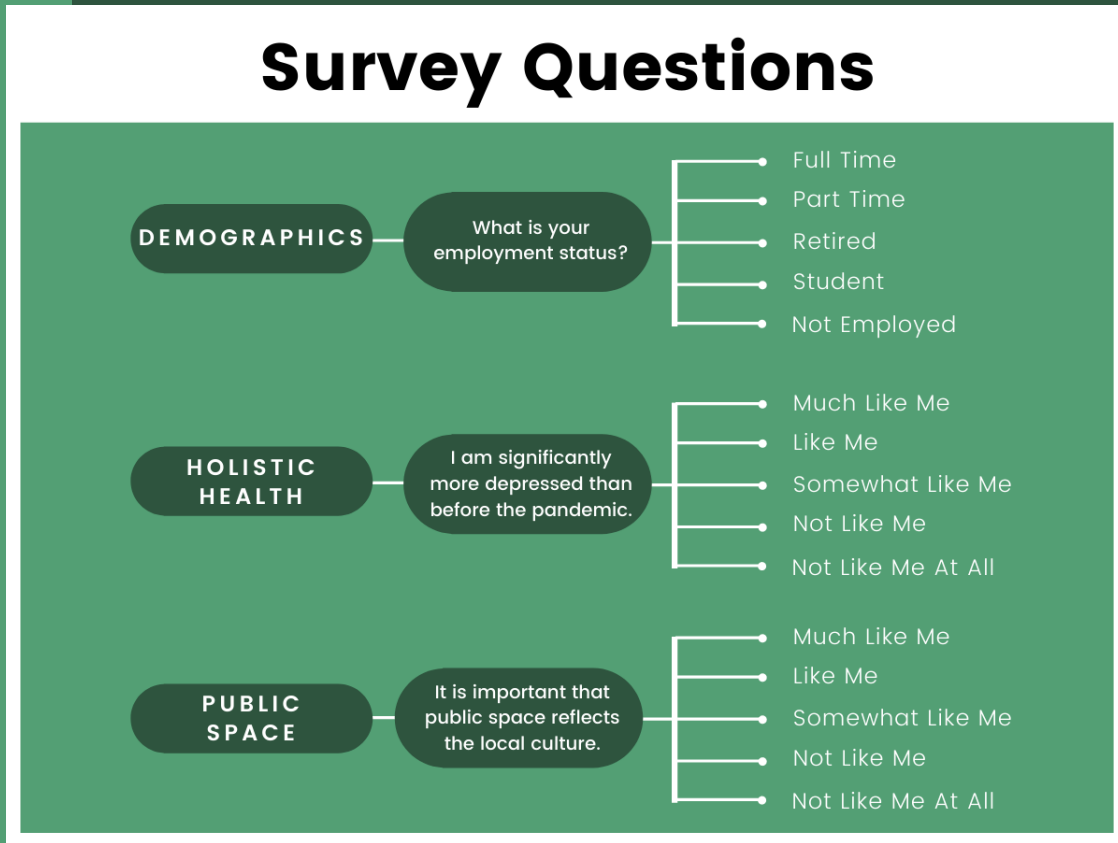 Survey Questions
DEMOGRAPHICS
What is your
employment status?
Full Time
Part Time
Retired
Student
Not Employed
HOLISTIC
HEALTH
I am significantly
more depressed than
before the pandemic.
Much Like Me
Like Me
Somewhat Like Me
Not Like Me
Not Like Me At All
PUBLIC
SPACE
It is important that
public space reflects
the local culture.
Much Like Me
Like Me
Somewhat Like Me
Not Like Me
Not Like Me At All